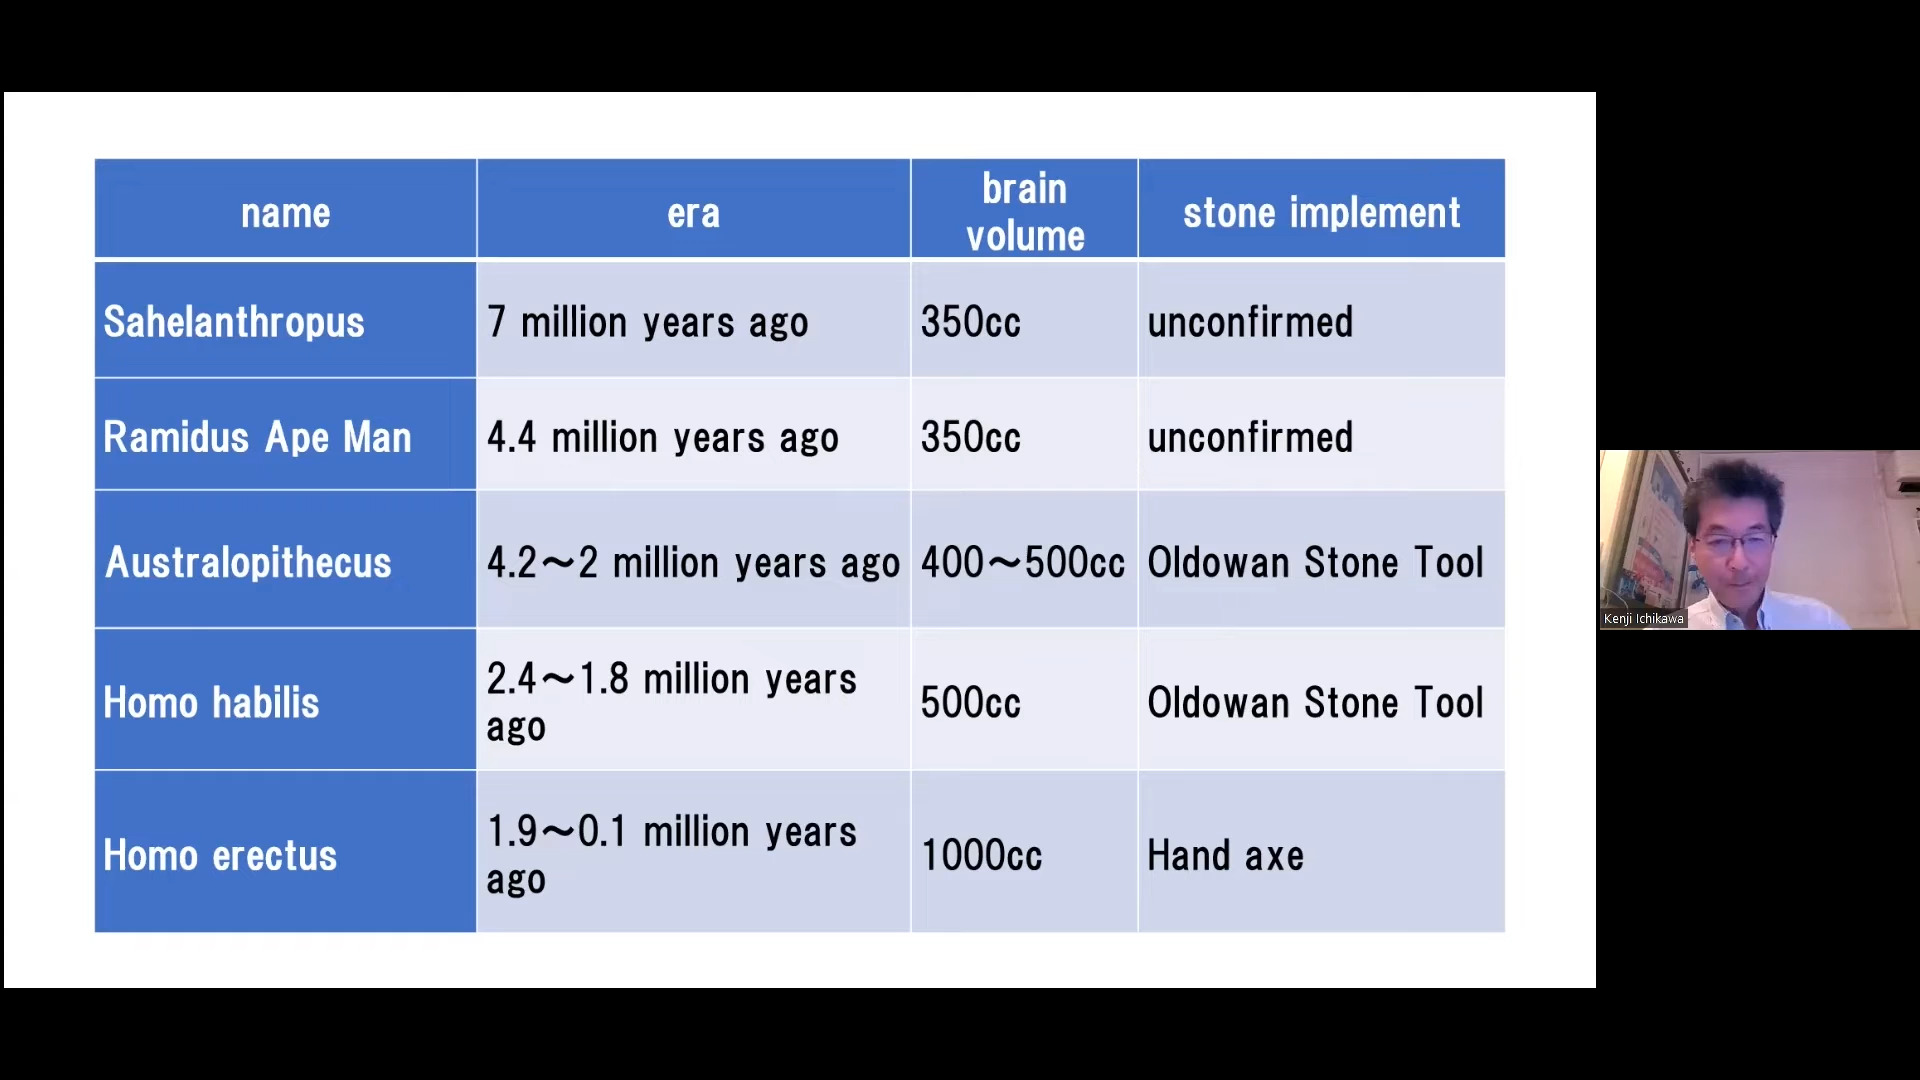 name era brain volume stone implement
Sahelanthropus 7 million years ago 350cc unconfirmed
Ramidus Ape Man 4.4 million years ago 350cc unconfirmed
Australopithecus 4.2～2 million years ago 400～500cc Oldowan Stone Tool
Homo habilis 2.4～1.8 million years ago 500cc Oldowan Stone Tool
Homo erectus 1.9～0.1 million years ago 1000cc Hand axe
Kenji Ichikawa